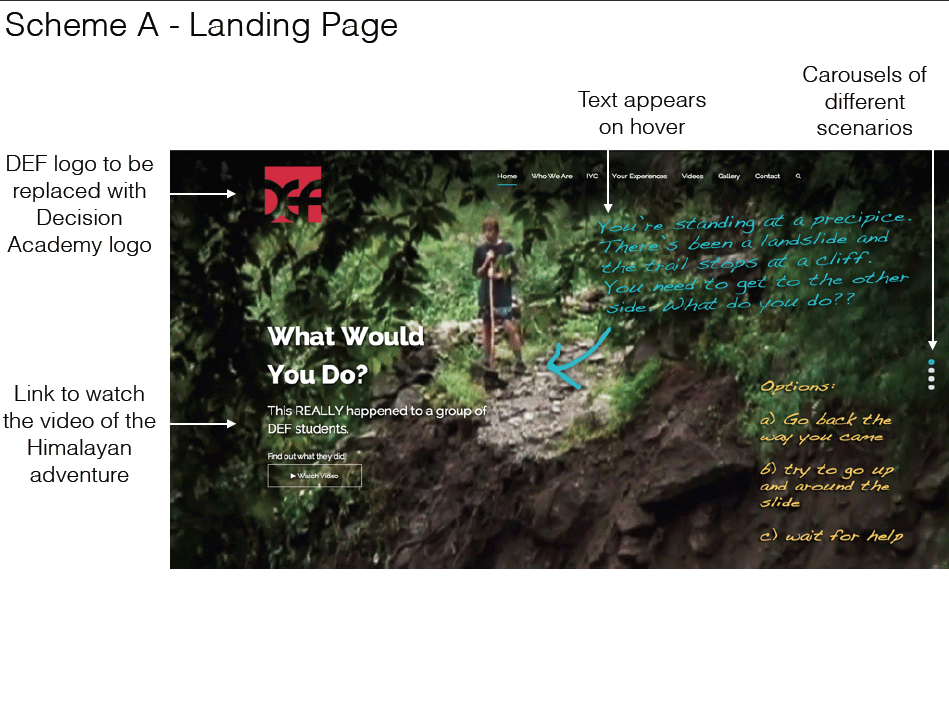 Scheme A - Landing Page
Carousels of
different
scenarios
Text appears
on hover
DEF logo to be
replaced with
Decision
Academy logo
Link to watch
the video of the
Himalayan
adventure
Deff
Home Who We Are IYC Your Experiences Videos Gallery Contact
You're standing at a precipice.
There's been a landslide and
the trail stops at a cliff.
You need to get to the other
side. What do you do??
What Would
You Do?
This REALLY happened to a group of
DEF students.
Find out what they did!
▶ Watch Video
Options:
a) Go back the
way you came
b) try to go up
and around the
slide
c) wait for help